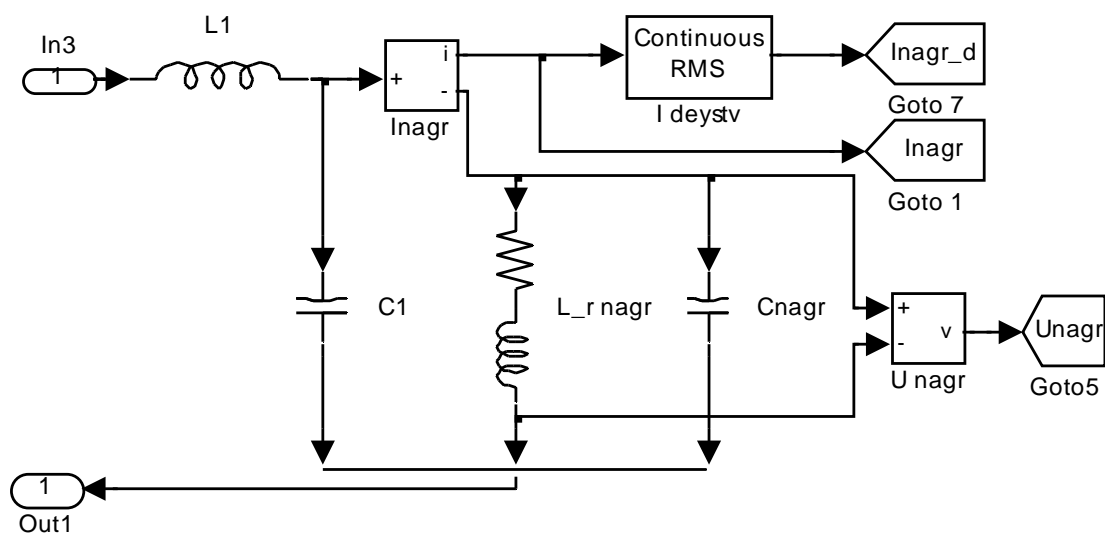 L1
In3
1
+
i
-
Inagr
Continuous
RMS
I deystv
Inagr_d
Goto 7
Inagr
Goto 1
C1
L_r nagr
Cnagr
+
-
v
U nagr
Unagr
Goto5
1
Out1